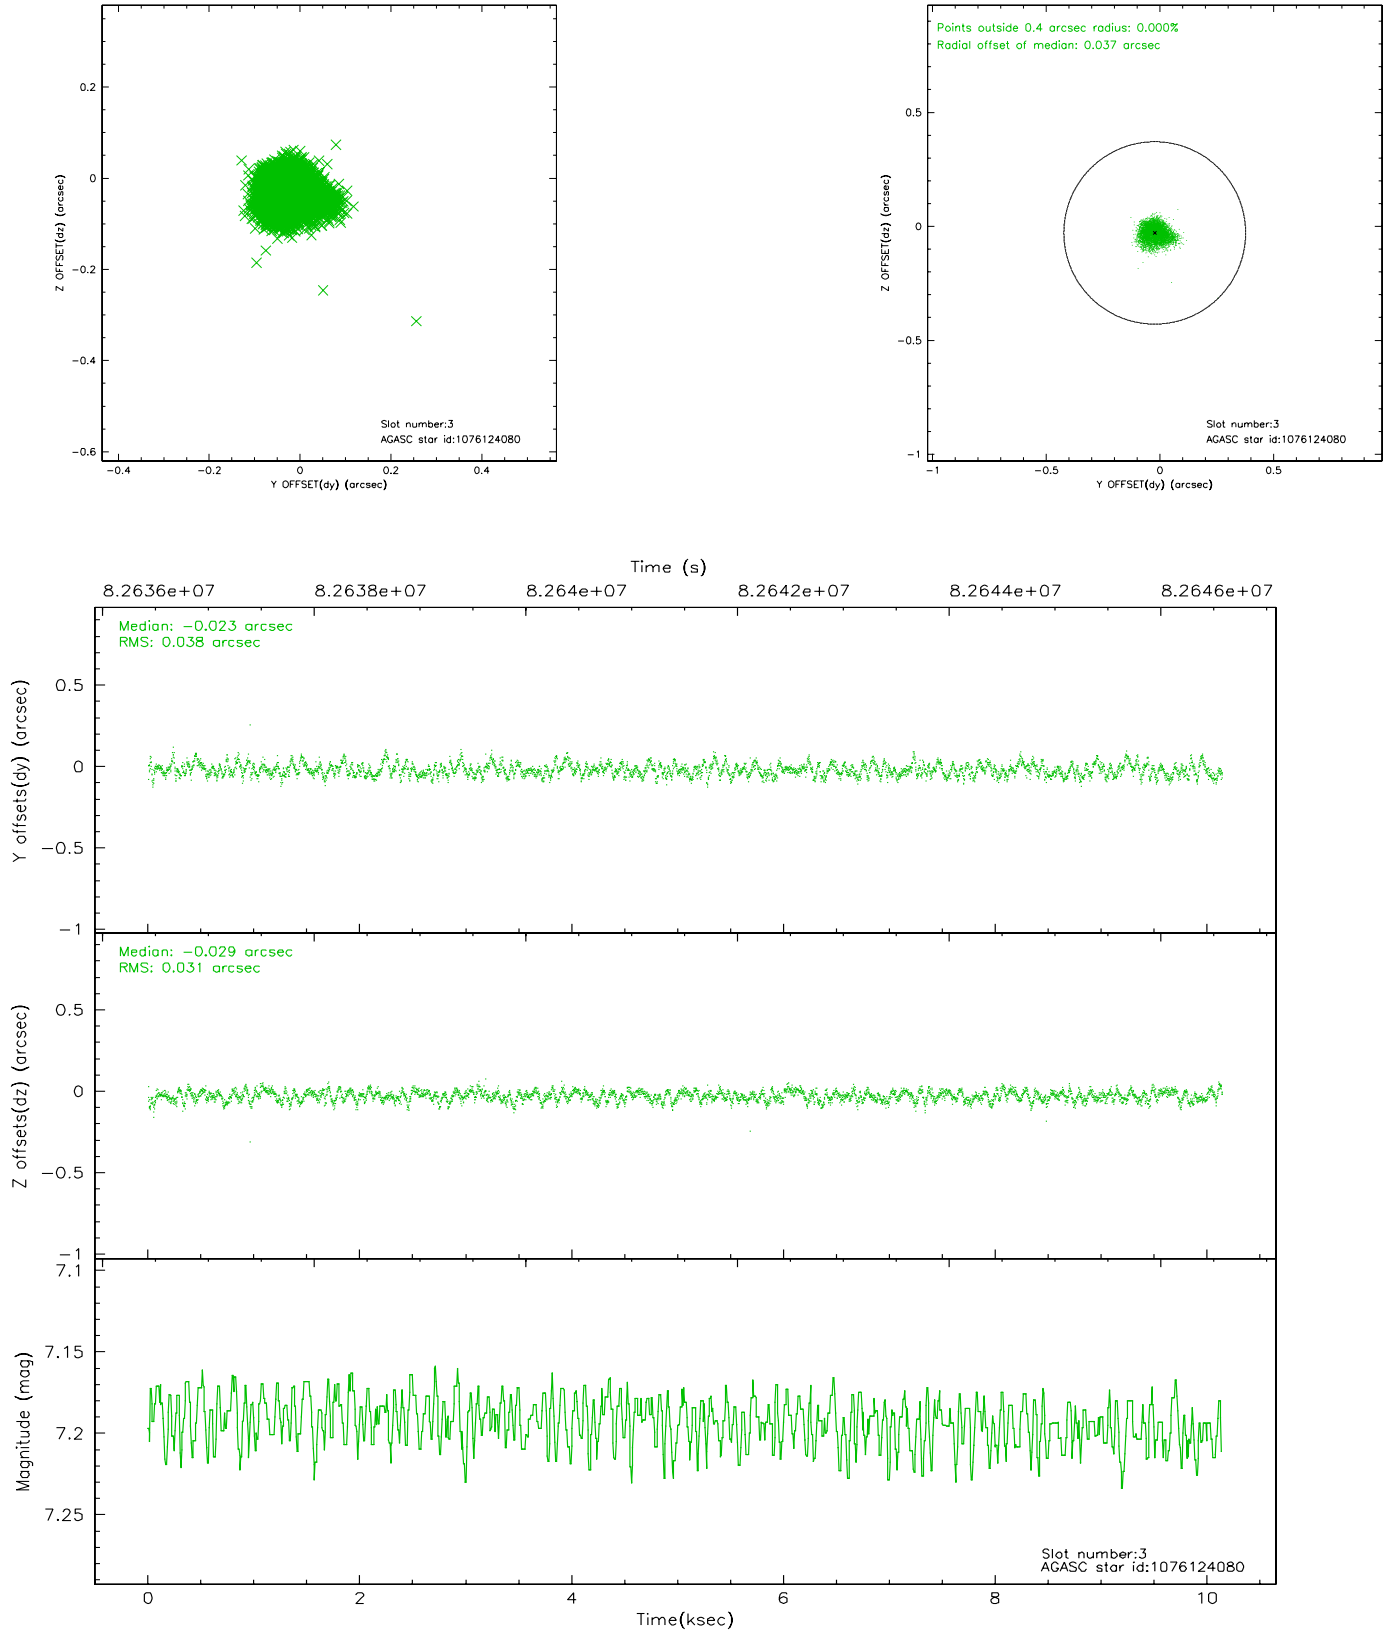 0.2
0
−0.2
−0.4
−0.6
Z OFFSET(dz) (arcsec)
Slot number:3
AGASC star id:1076124080
−0.4 −0.2 0 0.2 0.4
Y OFFSET(dy) (arcsec)
Points outside 0.4 arcsec radius: 0.000%
Radial offset of median: 0.037 arcsec
0.5
0
−0.5
−1
Z OFFSET(dz) (arcsec)
Slot number:3
AGASC star id:1076124080
−1 −0.5 0 0.5
Y OFFSET(dy) (arcsec)
Time (s)
8.2636e+07 8.2638e+07 8.264e+07 8.2642e+07 8.2644e+07 8.2646e+07
Median: −0.023 arcsec
RMS: 0.038 arcsec
0.5
0
−0.5
−1
Y offsets(dy) (arcsec)
Median: −0.029 arcsec
RMS: 0.031 arcsec
0.5
0
−0.5
−1
Z offsets(dz) (arcsec)
7.1
7.15
7.2
7.25
Magnitude (mag)
Slot number:3
AGASC star id:1076124080
0 2 4 6 8 10
Time(ksec)